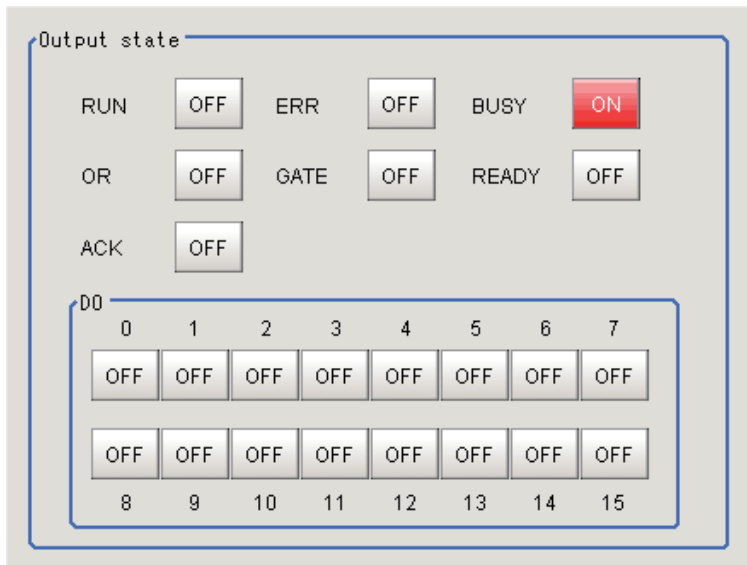 Output state
RUN OFF ERR OFF BUSY ON
OR OFF GATE OFF READY OFF
ACK OFF
DO
0 1 2 3 4 5 6 7
OFF OFF OFF OFF OFF OFF OFF OFF
OFF OFF OFF OFF OFF OFF OFF OFF
8 9 10 11 12 13 14 15